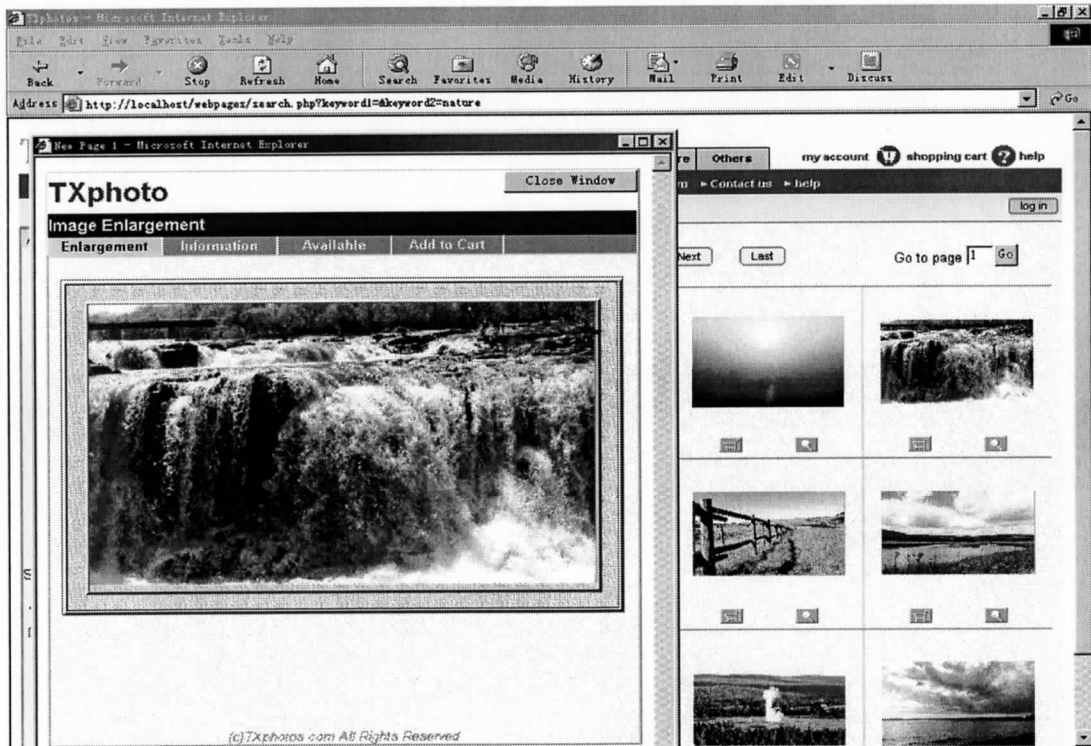 TXphotos - Microsoft Internet Explorer
File Edit View Favorites Tools Help
Back Forward Stop Refresh Home Search Favorites Media History Mail Print Edit Discuss
Address http://localhost/webpages/search.php?keyword1=&keyword2=nature Go
New Page 1 - Microsoft Internet Explorer
TXphoto
Close Window
Image Enlargement
Enlargement Information Available Add to Cart
(c)TXphotos.com All Rights Reserved
re Others my account shopping cart help
m Contact us help
log in
Next Last Go to page 1 Go